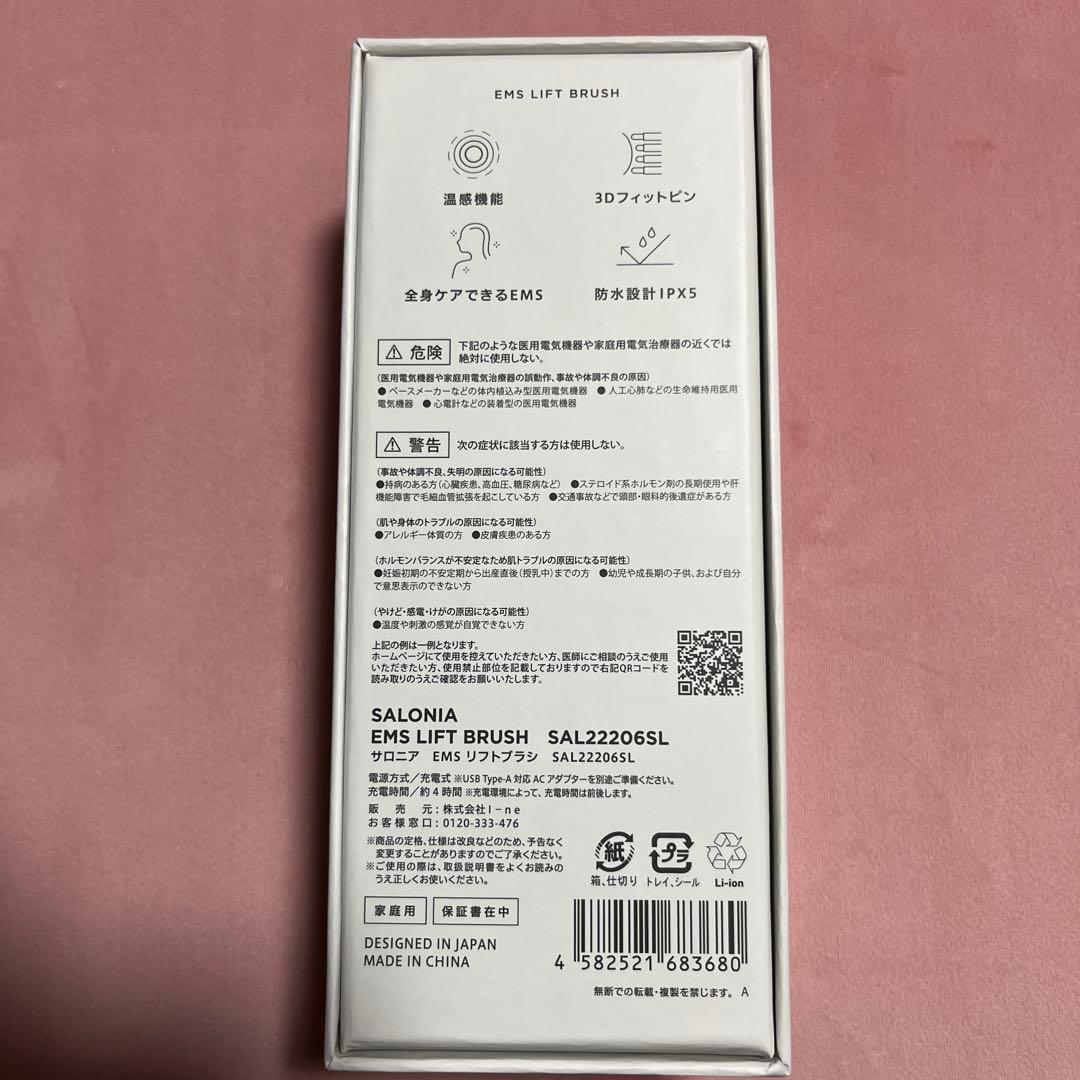 EMS LIFT BRUSH
温感機能
3Dフィットピン
全身ケアできるEMS
防水設計IPX5
⚠ 危険 下記のような医用電気機器や家庭用電気治療器の近くでは
絶対に使用しない。
(医用電気機器や家庭用電気治療器の誤動作、事故や体調不良の原因)
● ペースメーカーなどの体内植込み型医用電気機器 ● 人工心肺などの生命維持用医用
電気機器 ● 心電計などの装着型の医用電気機器
⚠ 警告 次の症状に該当する方は使用しない。
(事故や体調不良、失明の原因になる可能性)
●持病のある方(心臓疾患、高血圧、糖尿病など) ●ステロイド系ホルモン剤の長期使用や肝
機能障害で毛細血管拡張を起こしている方 ●交通事故などで頭部・眼科的後遺症がある方
(肌や身体のトラブルの原因になる可能性)
●アレルギー体質の方 ●皮膚疾患のある方
(ホルモンバランスが不安定なため肌トラブルの原因になる可能性)
●妊娠初期の不安定期から出産直後(授乳中)までの方 ●幼児や成長期の子供、および自分
で意思表示のできない方
(やけど・感電・けがの原因になる可能性)
●温度や刺激の感覚が自覚できない方
上記の例は一例となります。
ホームページにて使用を控えていただきたい方、医師にご相談のうえご使用
いただきたい方、使用禁止部位を記載しておりますので右記QRコードを
読み取りのうえご確認をお願いいたします。
SALONIA
EMS LIFT BRUSH SAL22206SL
サロニア EMS リフトブラシ SAL22206SL
電源方式/充電式 ※USB Type-A 対応 AC アダプターを別途ご準備ください。
充電時間/約4時間 ※充電環境によって、充電時間は前後します。
販売元:株式会社I-ne
お客様窓口:0120-333-476
※商品の定格、仕様は改良などのため、予告なく
変更することがありますのでご了承ください。
※ご使用の際は、取扱説明書をよくお読みの
うえ正しくお使いください。
紙
箱、仕切り
プラ
トレイ、シール
Li-ion
家庭用
保証書在中
DESIGNED IN JAPAN
MADE IN CHINA
4 582521 683680
無断での転載・複製を禁じます。 A